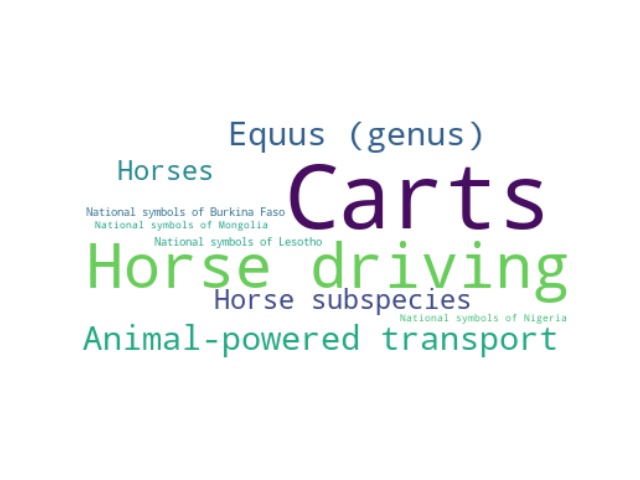 Equus (genus)
Horses
Carts
National symbols of Burkina Faso
National symbols of Mongolia
National symbols of Lesotho
Horse driving
Horse subspecies
National symbols of Nigeria
Animal-powered transport